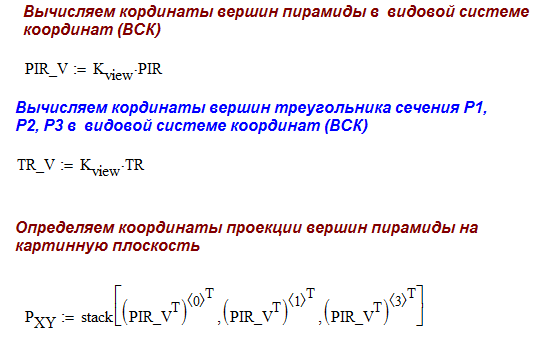 Вычисляем кординаты вершин пирамиды в видовой системе
координат (ВСК)
PIR_V := K_view·PIR
Вычисляем кординаты вершин треугольника сечения P1,
P2, P3 в видовой системе координат (ВСК)
TR_V := K_view·TR
Определяем координаты проекции вершин пирамиды на
картинную плоскость
P_XY := stack[(PIR_V^T)^⟨0⟩^T, (PIR_V^T)^⟨1⟩^T, (PIR_V^T)^⟨3⟩^T]